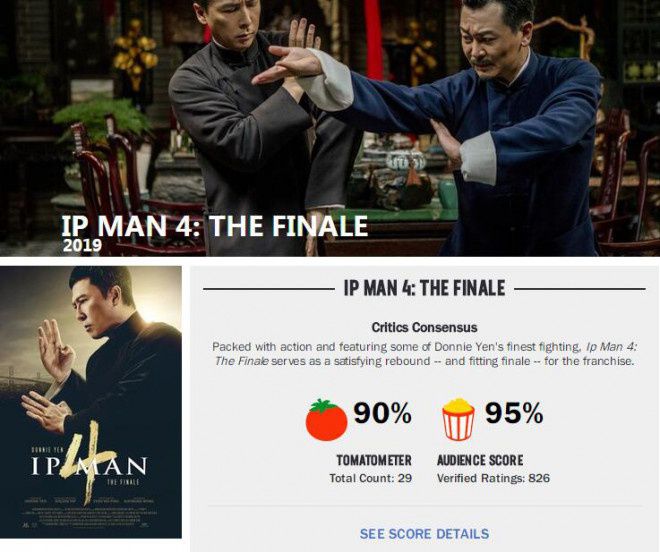 IP MAN 4: THE FINALE
2019
IP MAN 4: THE FINALE
Critics Consensus
Packed with action and featuring some of Donnie Yen's finest fighting, Ip Man 4:
The Finale serves as a satisfying rebound -- and fitting finale -- for the franchise.
90%
95%
TOMATOMETER
AUDIENCE SCORE
Total Count: 29
Verified Ratings: 826
SEE SCORE DETAILS
DONNIE YEN
IP MAN
4
THE FINALE